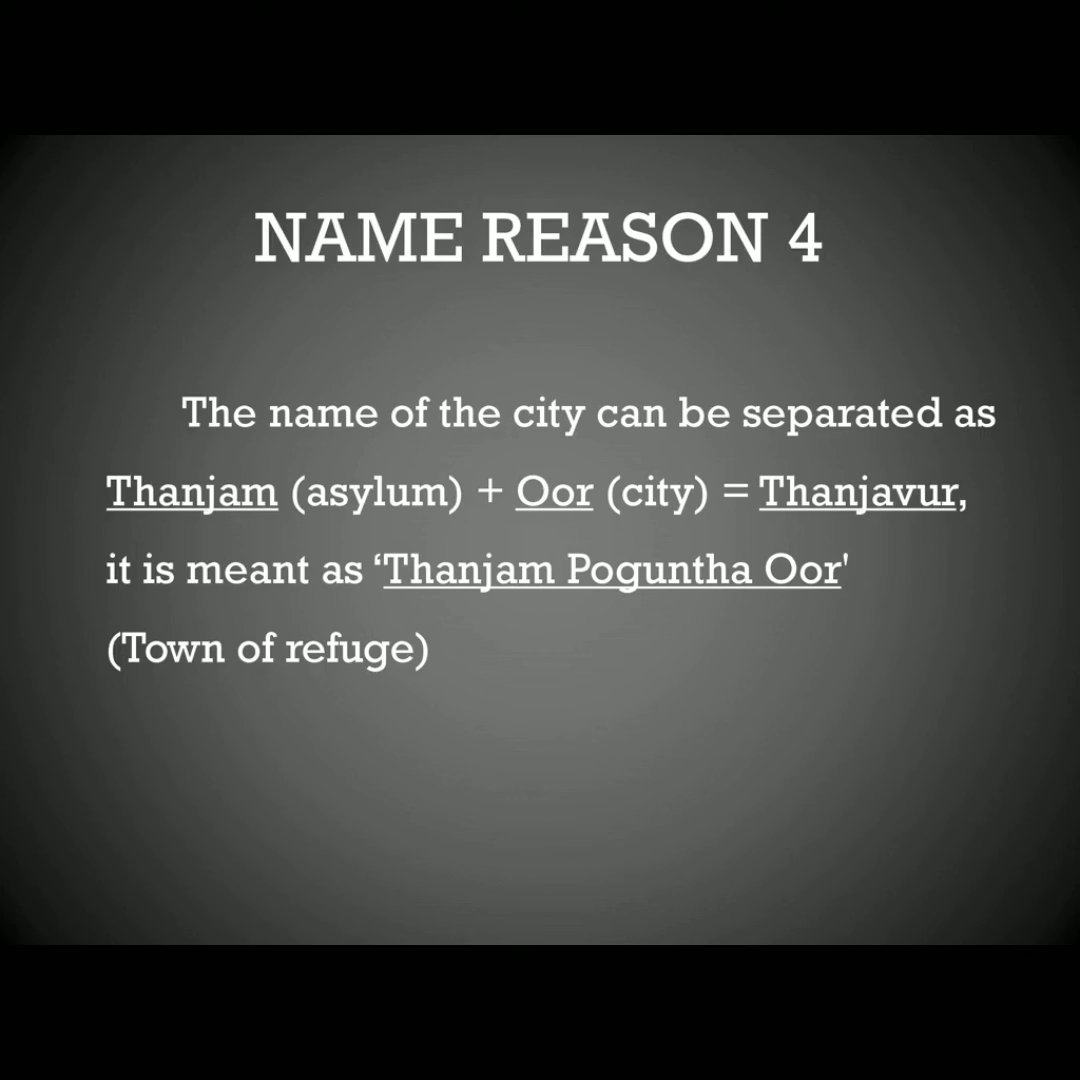 NAME REASON 4
The name of the city can be separated as
Thanjam (asylum) + Oor (city) = Thanjavur,
it is meant as ‘Thanjam Poguntha Oor'
(Town of refuge)